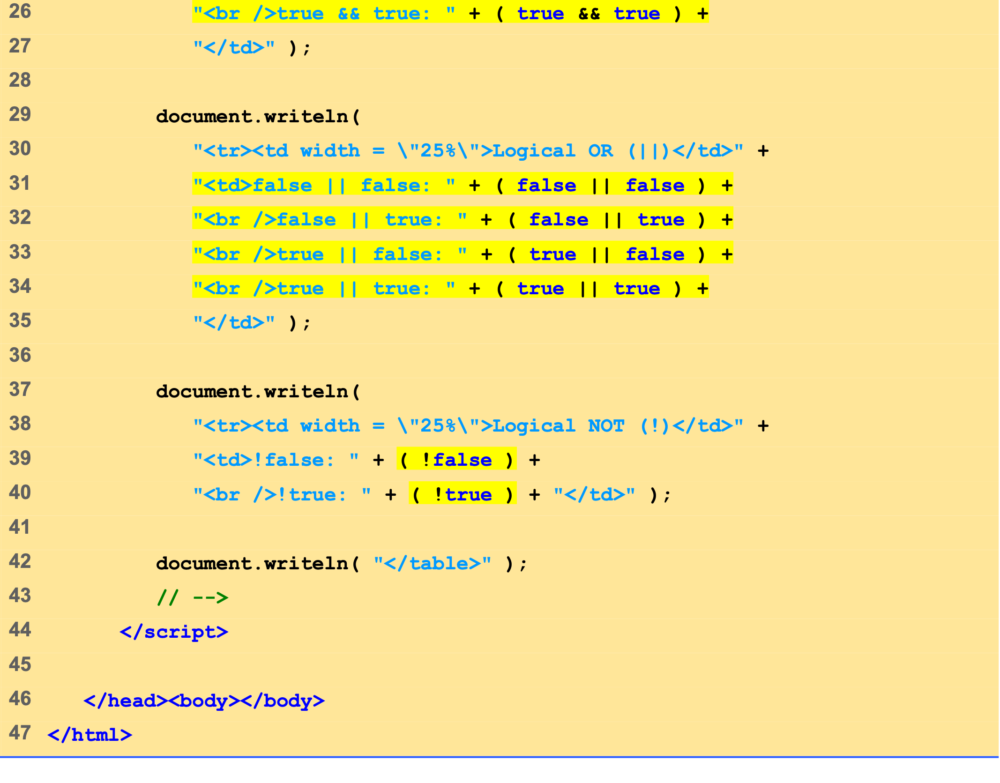 26 "<br />true && true: " + ( true && true ) +
27 "</td>" );
28
29 document.writeln(
30 "<tr><td width = \"25%\">Logical OR (||)</td>" +
31 "<td>false || false: " + ( false || false ) +
32 "<br />false || true: " + ( false || true ) +
33 "<br />true || false: " + ( true || false ) +
34 "<br />true || true: " + ( true || true ) +
35 "</td>" );
36
37 document.writeln(
38 "<tr><td width = \"25%\">Logical NOT (!)</td>" +
39 "<td>!false: " + ( !false ) +
40 "<br />!true: " + ( !true ) + "</td>" );
41
42 document.writeln( "</table>" );
43 // -->
44 </script>
45
46 </head><body></body>
47 </html>